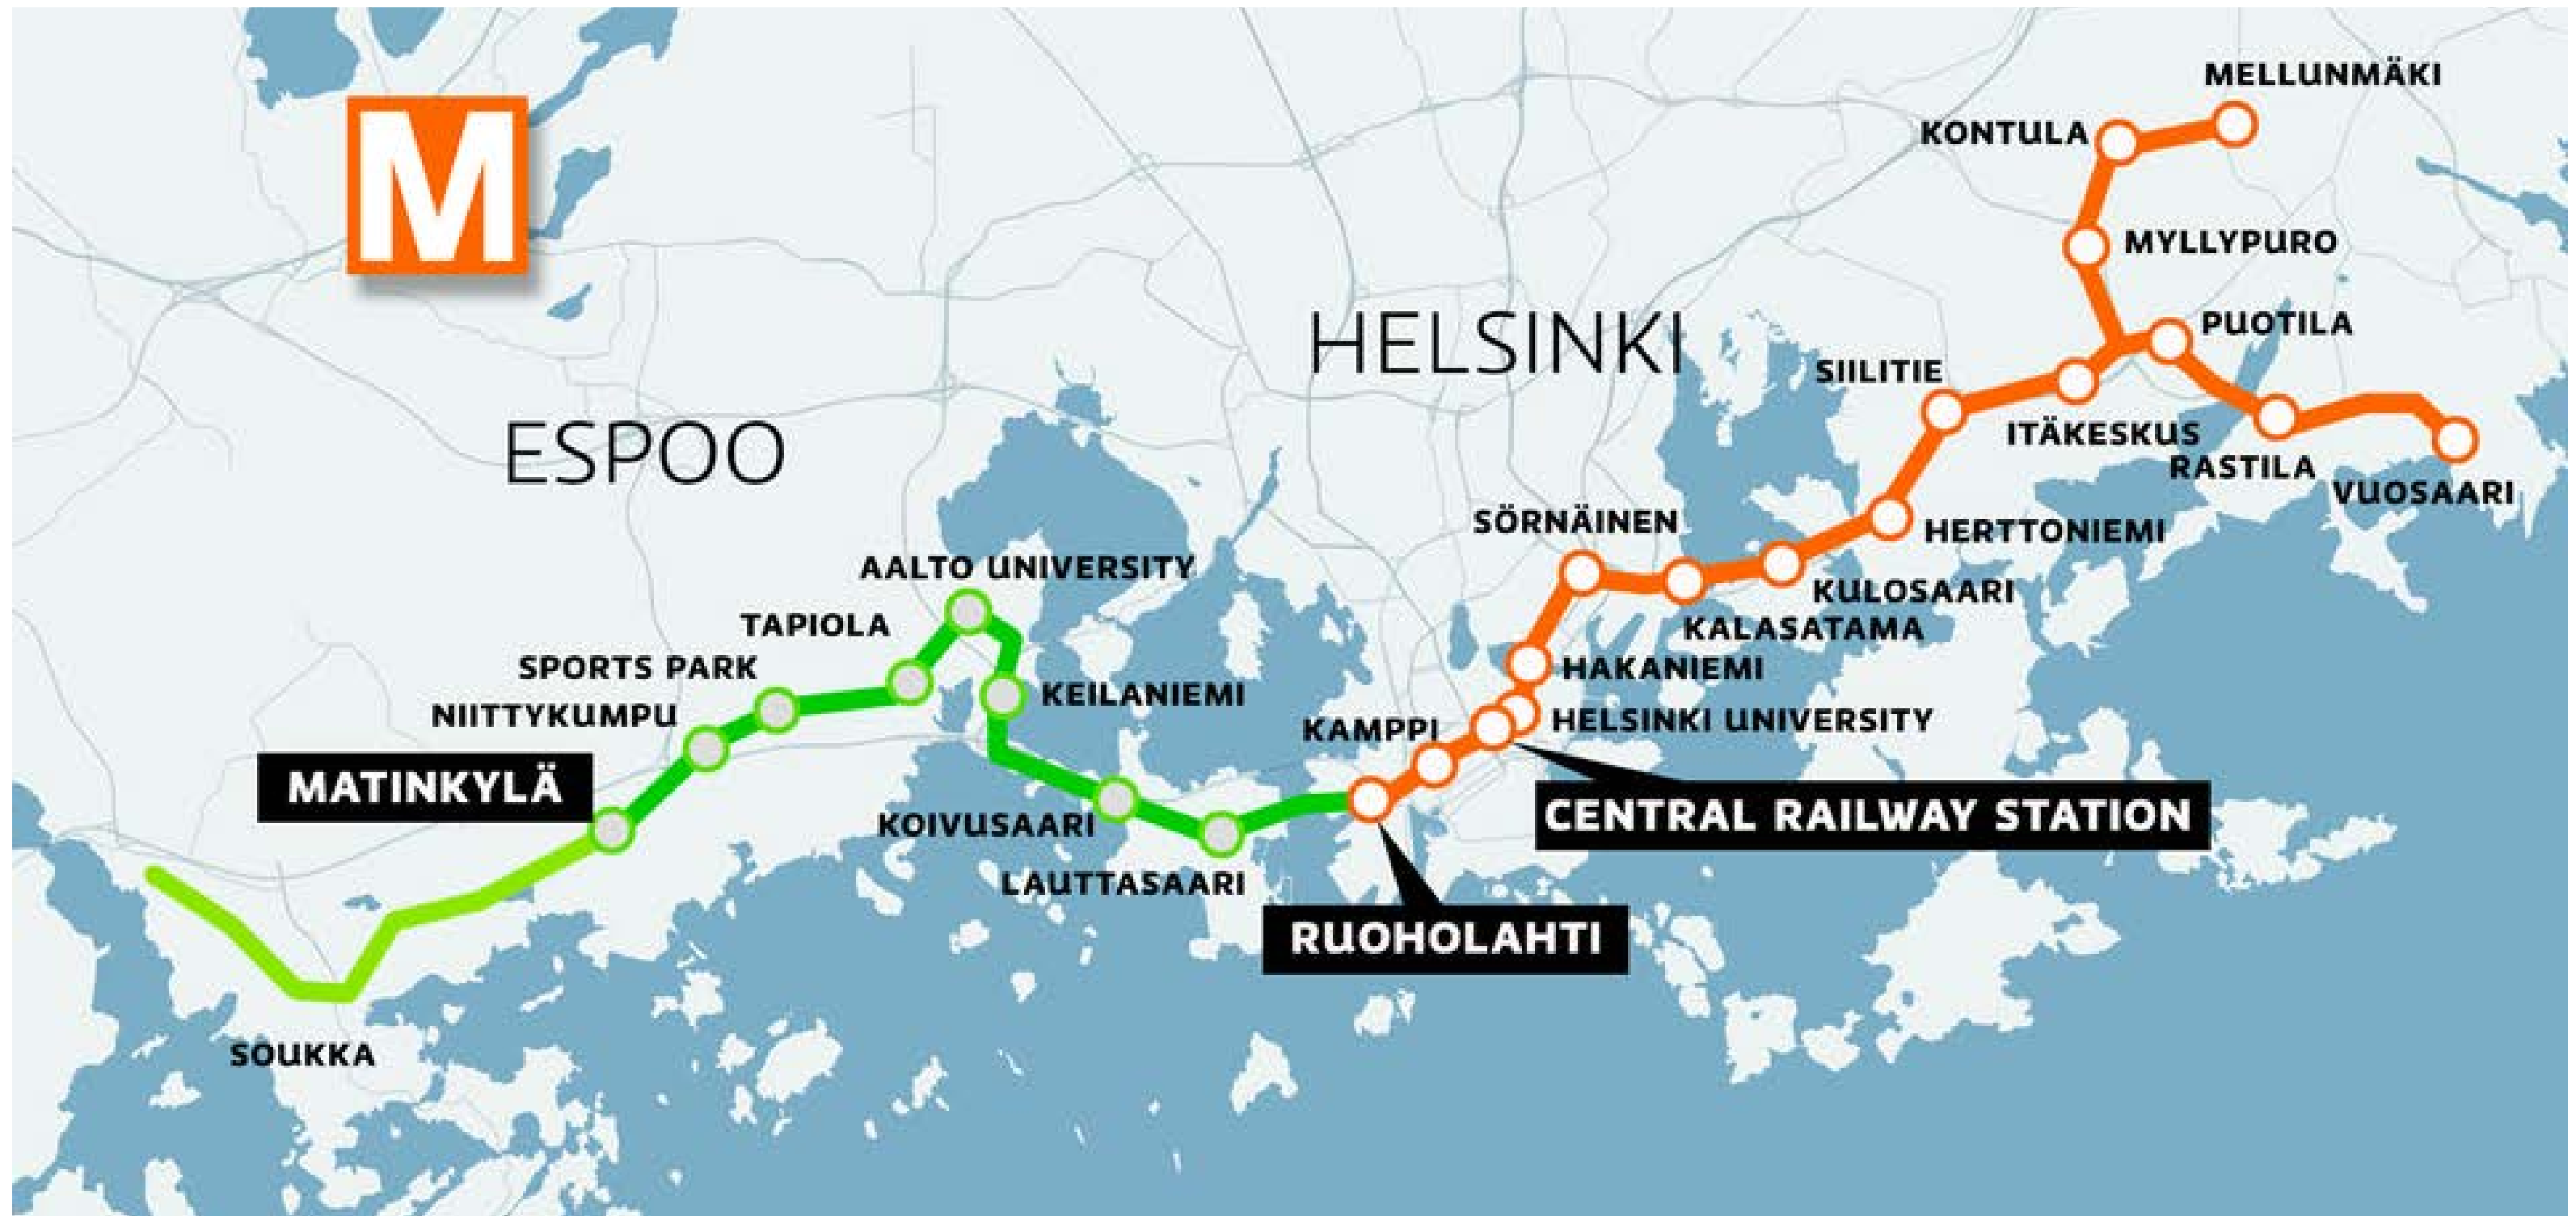 M
MELLUNMÄKI
KONTULA
MYLLYPURO
PUOTILA
HELSINKI
SIILITIE
ITÄKESKUS
RASTILA
VUOSAARI
ESPOO
SÖRNÄINEN
HERTTONIEMI
AALTO UNIVERSITY
KULOSAARI
TAPIOLA
KALASATAMA
SPORTS PARK
HAKANIEMI
KEILANIEMI
NIITTYKUMPU
HELSINKI UNIVERSITY
KAMPPI
MATINKYLÄ
CENTRAL RAILWAY STATION
KOIVUSAARI
LAUTTASAARI
RUOHOLAHTI
SOUKKA